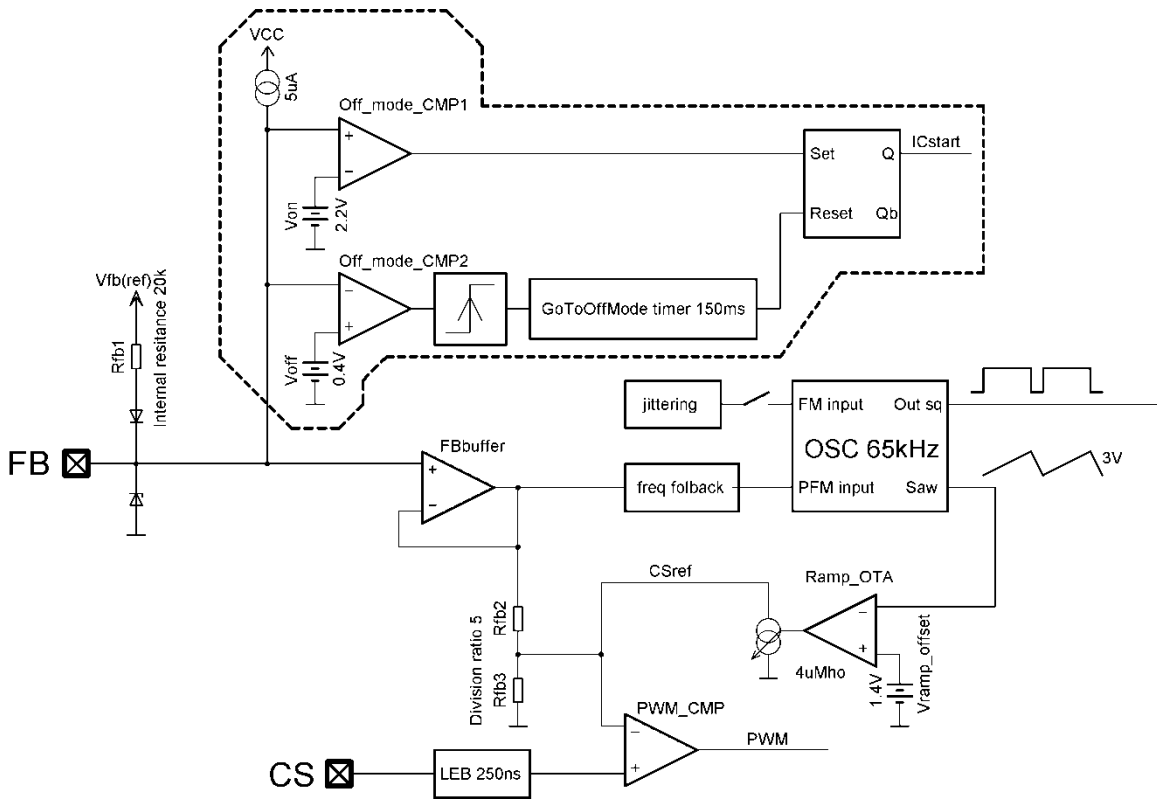 VCC
5uA
Off_mode_CMP1
+
−
Von
2.2V
Set
Q
ICstart
Reset
Qb
Off_mode_CMP2
−
+
Voff
0.4V
GoToOffMode timer 150ms
Vfb(ref)
Rfb1
Internal resitance 20k
FB
FBbuffer
+
−
jittering
FM input
Out sq
OSC 65kHz
freq folback
PFM input
Saw
3V
CSref
Ramp_OTA
−
+
4uMho
1.4V
Vramp_offset
Rfb2
Division ratio 5
Rfb3
PWM_CMP
−
+
PWM
CS
LEB 250ns